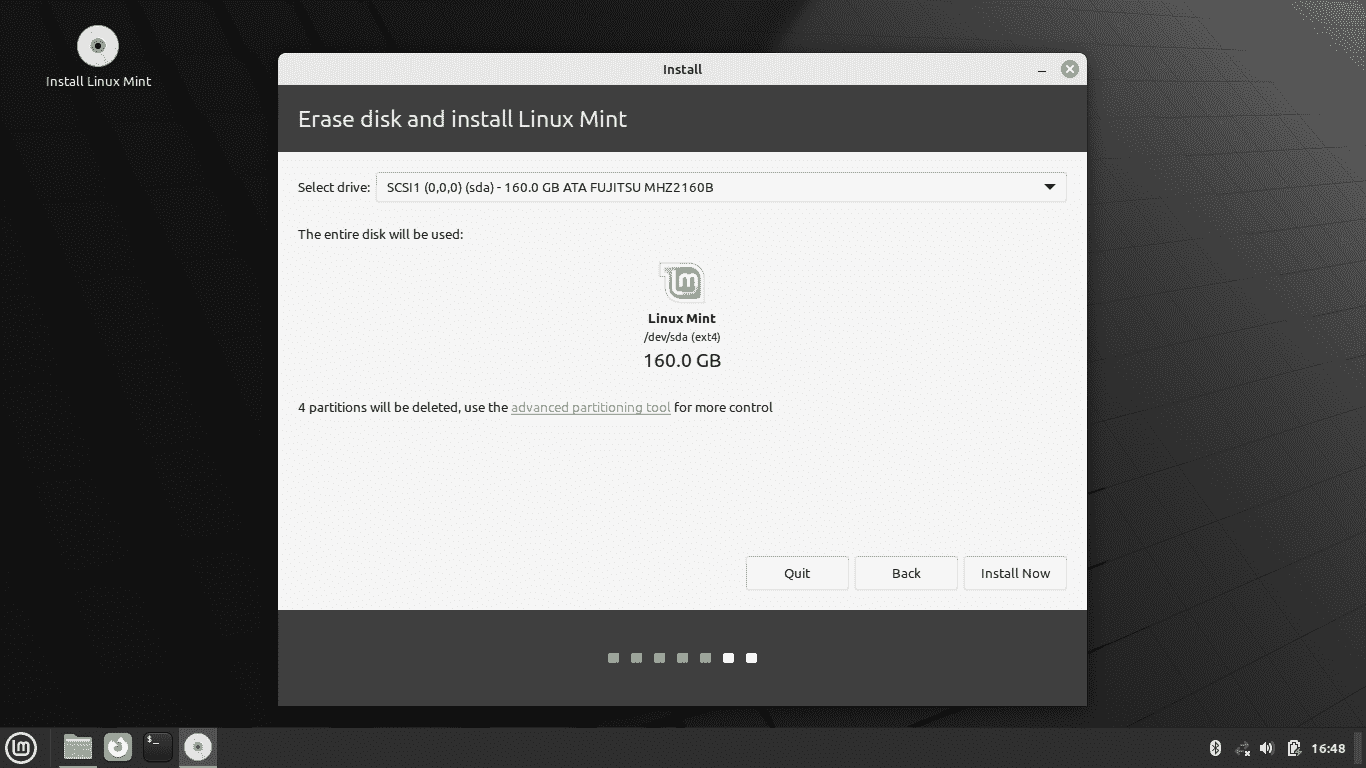 Install Linux Mint
Install
Erase disk and install Linux Mint
Select drive: SCSI1 (0,0,0) (sda) - 160.0 GB ATA FUJITSU MHZ2160B
The entire disk will be used:
Linux Mint
/dev/sda (ext4)
160.0 GB
4 partitions will be deleted, use the advanced partitioning tool for more control
Quit Back Install Now
$_ 16:48